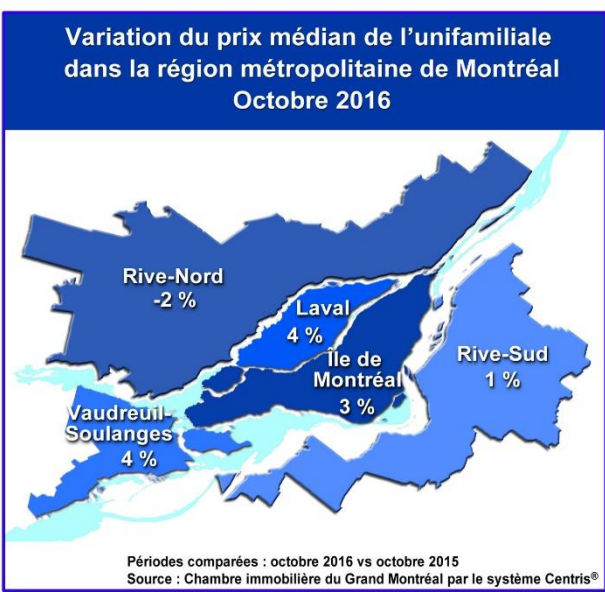 Variation du prix médian de l'unifamiliale
dans la région métropolitaine de Montréal
Octobre 2016
Rive-Nord
-2 %
Laval
4 %
Île de
Montréal
3 %
Rive-Sud
1 %
Vaudreuil-
Soulanges
4 %
Périodes comparées : octobre 2016 vs octobre 2015
Source : Chambre immobilière du Grand Montréal par le système Centris®